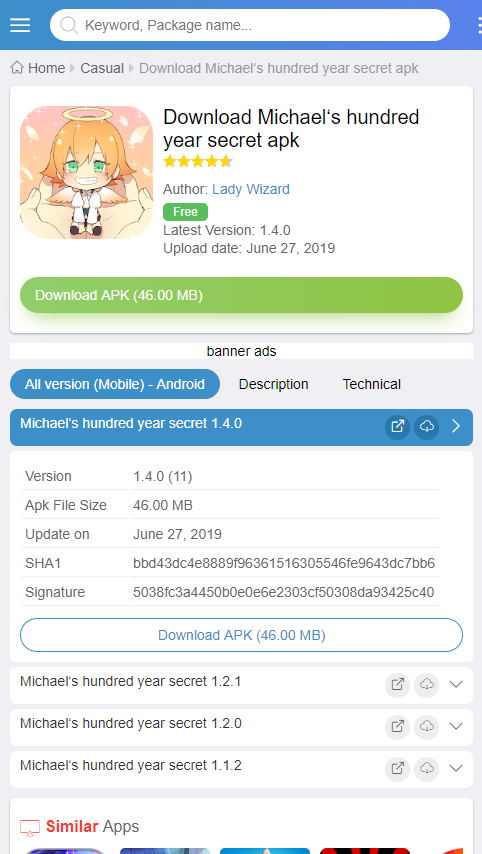 Keyword, Package name...
Home Casual Download Michael‘s hundred year secret apk
Download Michael‘s hundred
year secret apk
Author: Lady Wizard
Free
Latest Version: 1.4.0
Upload date: June 27, 2019
Download APK (46.00 MB)
banner ads
All version (Mobile) - Android Description Technical
Michael‘s hundred year secret 1.4.0
Version 1.4.0 (11)
Apk File Size 46.00 MB
Update on June 27, 2019
SHA1 bbd43dc4e8889f96361516305546fe9643dc7bb6
Signature 5038fc3a4450b0e0e6e2303cf50308da93425c40
Download APK (46.00 MB)
Michael‘s hundred year secret 1.2.1
Michael‘s hundred year secret 1.2.0
Michael‘s hundred year secret 1.1.2
Similar Apps